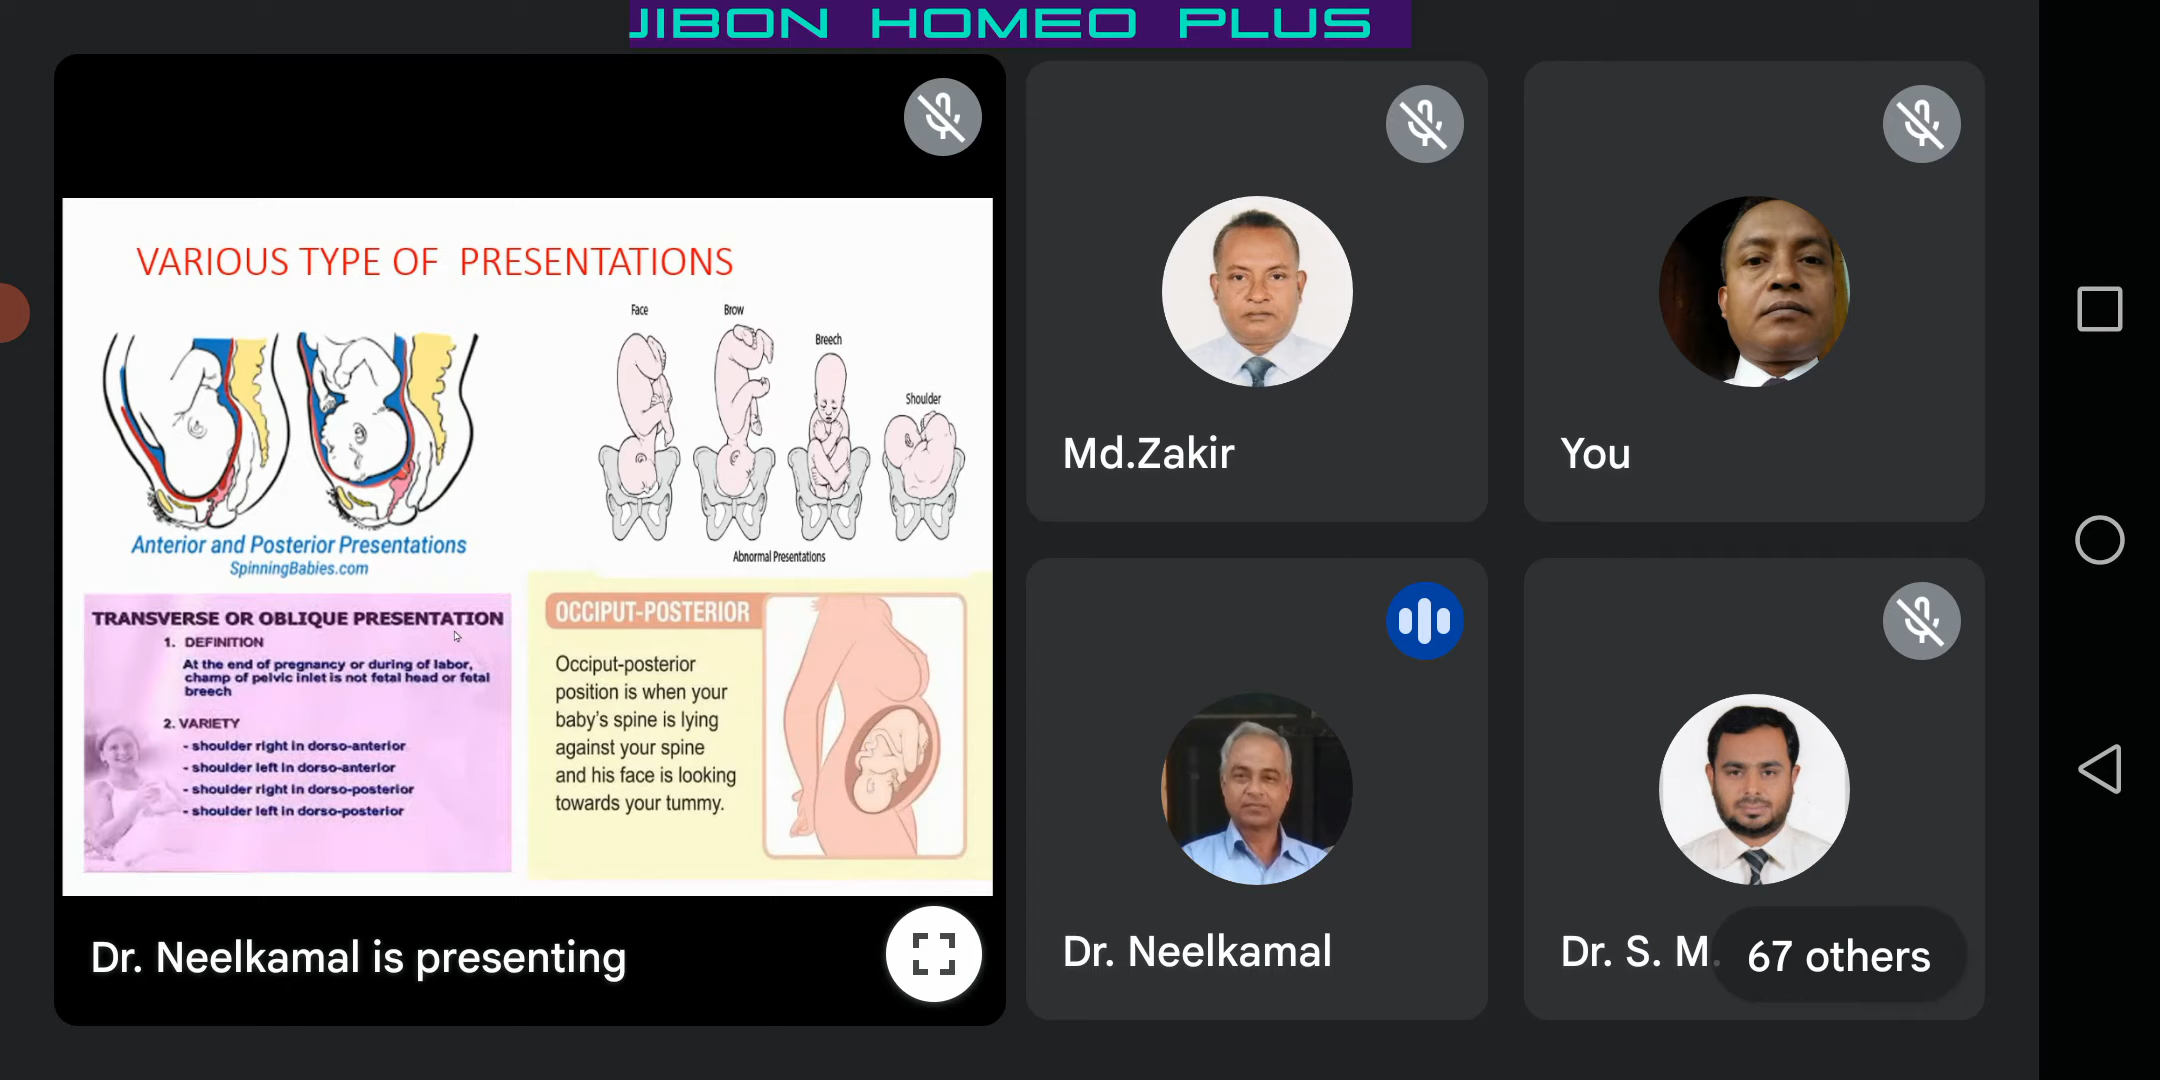 JIBON HOMEO PLUS
VARIOUS TYPE OF PRESENTATIONS
Face
Brow
Breech
Shoulder
Abnormal Presentations
Anterior and Posterior Presentations
SpinningBabies.com
TRANSVERSE OR OBLIQUE PRESENTATION
1. DEFINITION
At the end of pregnancy or during of labor,
champ of pelvic inlet is not fetal head or fetal
breech
2. VARIETY
- shoulder right in dorso-anterior
- shoulder left in dorso-anterior
- shoulder right in dorso-posterior
- shoulder left in dorso-posterior
OCCIPUT-POSTERIOR
Occiput-posterior
position is when your
baby's spine is lying
against your spine
and his face is looking
towards your tummy.
Dr. Neelkamal is presenting
Md.Zakir
You
Dr. Neelkamal
Dr. S. M.
67 others